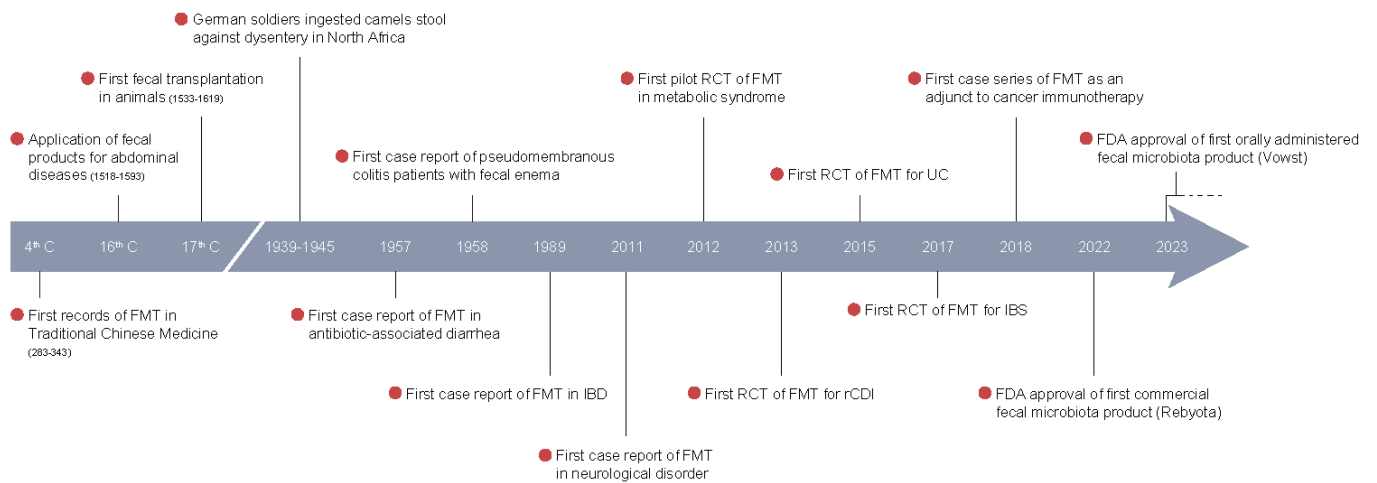 German soldiers ingested camels stool
against dysentery in North Africa
First fecal transplantation
in animals (1533-1619)
First pilot RCT of FMT
in metabolic syndrome
First case series of FMT as an
adjunct to cancer immunotherapy
Application of fecal
products for abdominal
diseases (1518-1593)
First case report of pseudomembranous
colitis patients with fecal enema
First RCT of FMT for UC
FDA approval of first orally administered
fecal microbiota product (Vowst)
4th C
16th C
17th C
1939-1945
1957
1958
1989
2011
2012
2013
2015
2017
2018
2022
2023
First records of FMT in
Traditional Chinese Medicine
(283-343)
First case report of FMT in
antibiotic-associated diarrhea
First RCT of FMT for IBS
First case report of FMT in IBD
First RCT of FMT for rCDI
FDA approval of first commercial
fecal microbiota product (Rebyota)
First case report of FMT
in neurological disorder